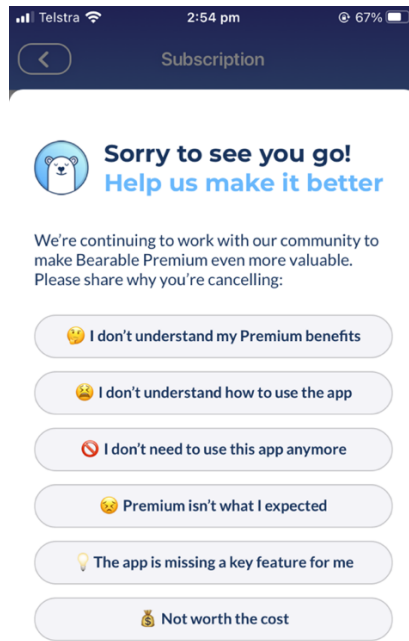 Telstra 2:54 pm 67%
Subscription
Sorry to see you go!
Help us make it better
We're continuing to work with our community to
make Bearable Premium even more valuable.
Please share why you're cancelling:
🤔 I don't understand my Premium benefits
😫 I don't understand how to use the app
🚫 I don't need to use this app anymore
😣 Premium isn't what I expected
💡 The app is missing a key feature for me
💰 Not worth the cost